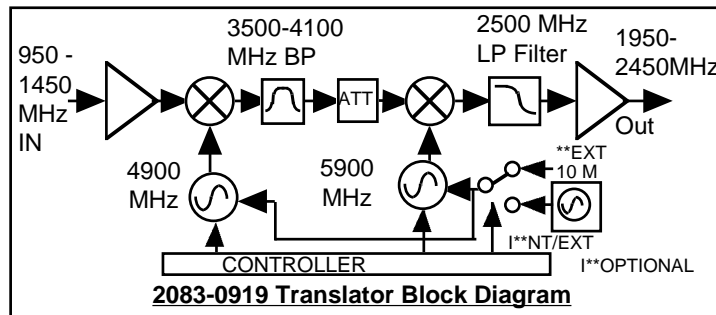 950 -
1450
MHz
IN
3500-4100
MHz BP
ATT
2500 MHz
LP Filter
1950-
2450MHz
Out
4900
MHz
5900
MHz
**EXT
10 M
I**NT/EXT
I**OPTIONAL
CONTROLLER
2083-0919 Translator Block Diagram